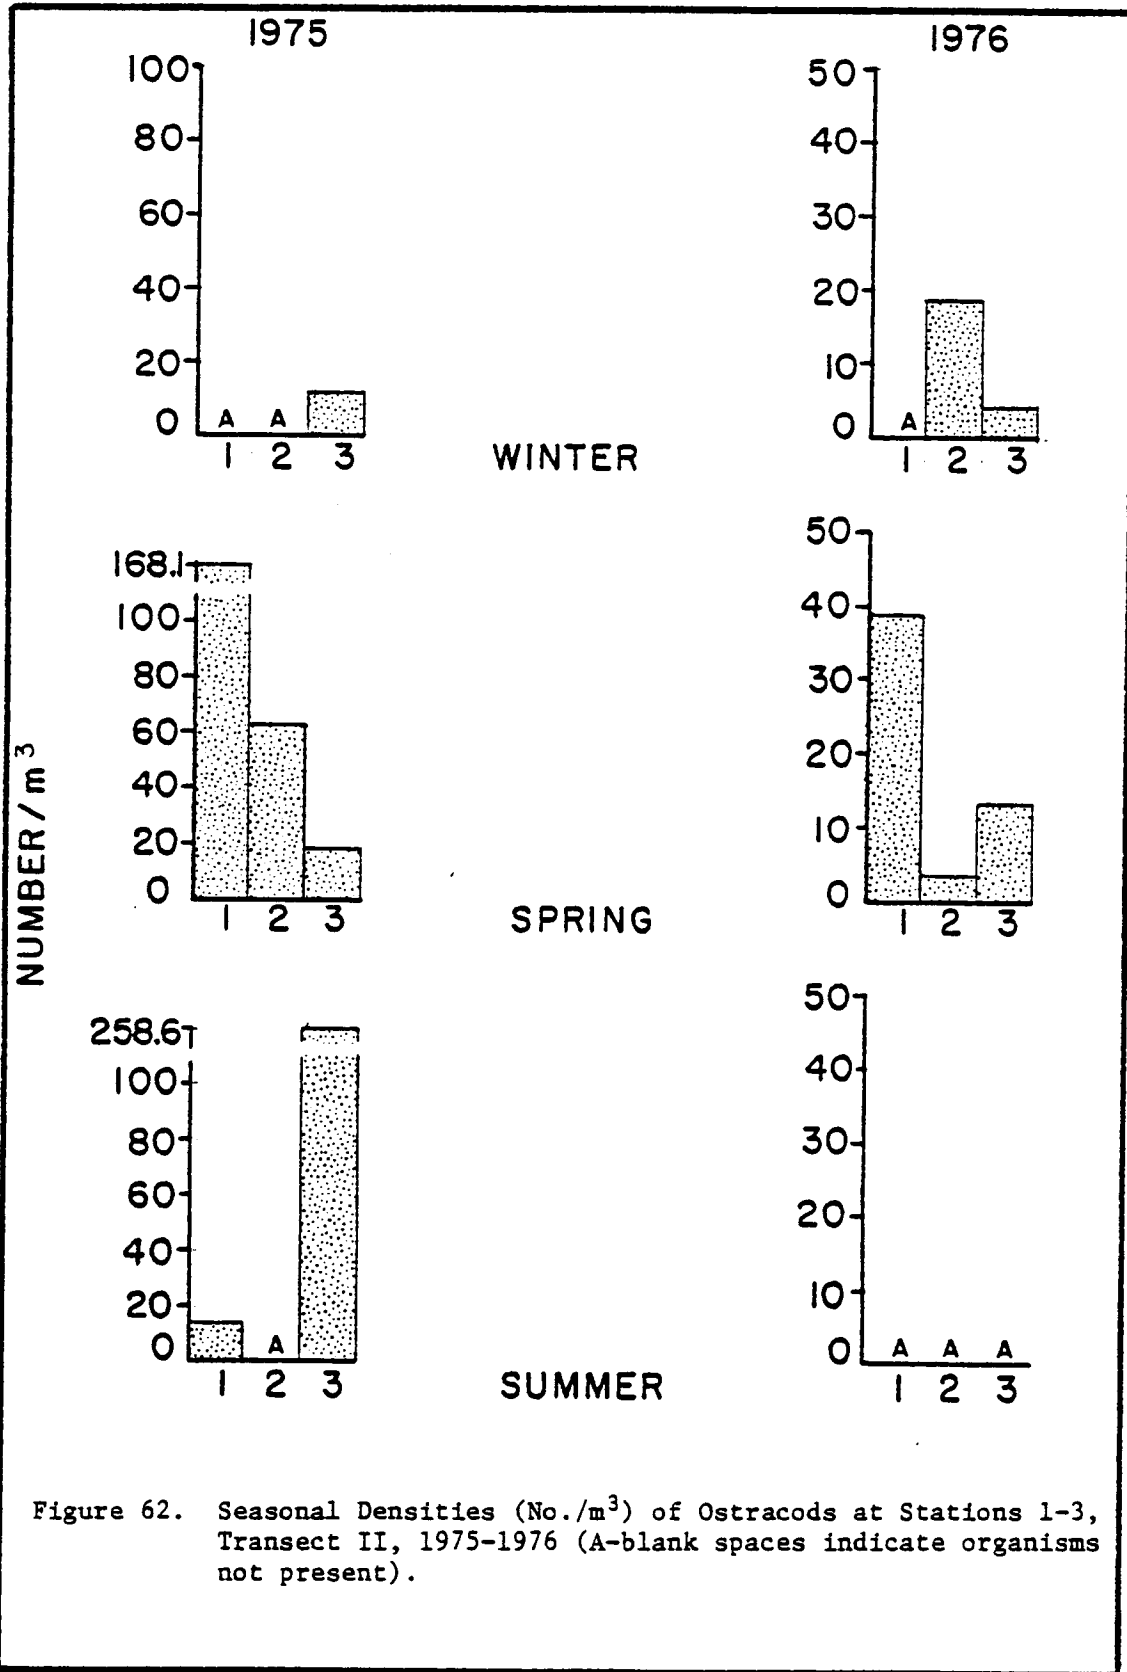 1975
1976
100
80
60
40
20
0
A A
1 2 3
50
40
30
20
10
0
A
1 2 3
WINTER
NUMBER/m³
168.1
100
80
60
40
20
0
1 2 3
50
40
30
20
10
0
1 2 3
SPRING
258.6
100
80
60
40
20
0
A
1 2 3
50
40
30
20
10
0
A A A
1 2 3
SUMMER
Figure 62. Seasonal Densities (No./m³) of Ostracods at Stations 1-3,
Transect II, 1975-1976 (A-blank spaces indicate organisms
not present).